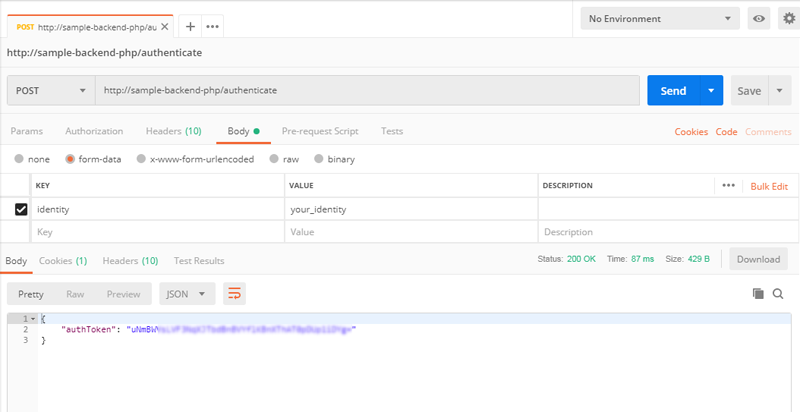 POST http://sample-backend-php/au
No Environment
http://sample-backend-php/authenticate
POST http://sample-backend-php/authenticate Send Save
Params Authorization Headers (10) Body Pre-request Script Tests Cookies Code Comments
none form-data x-www-form-urlencoded raw binary
KEY VALUE DESCRIPTION ••• Bulk Edit
identity your_identity
Key Value Description
Body Cookies (1) Headers (10) Test Results Status: 200 OK Time: 87 ms Size: 429 B Download
Pretty Raw Preview JSON
1 {
2 "authToken": "uNmBW
3 }